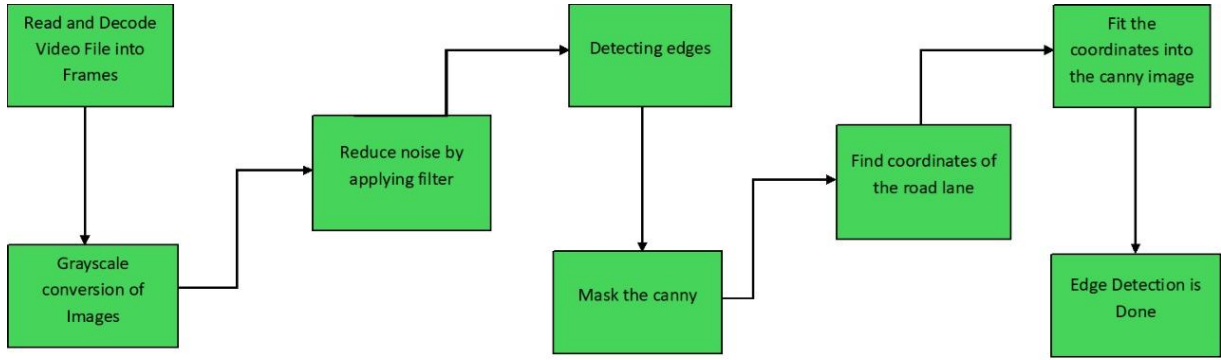 Read and Decode
Video File into
Frames
Grayscale
conversion of
Images
Reduce noise by
applying filter
Detecting edges
Mask the canny
Find coordinates of
the road lane
Fit the
coordinates into
the canny image
Edge Detection is
Done